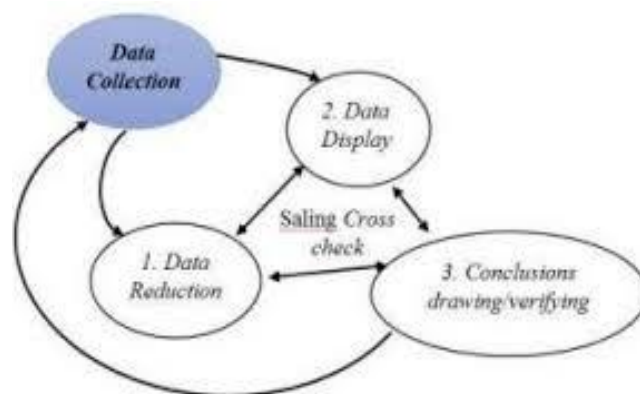 Data
Collection
2. Data
Display
Saling Cross
check
1. Data
Reduction
3. Conclusions
drawing/verifying